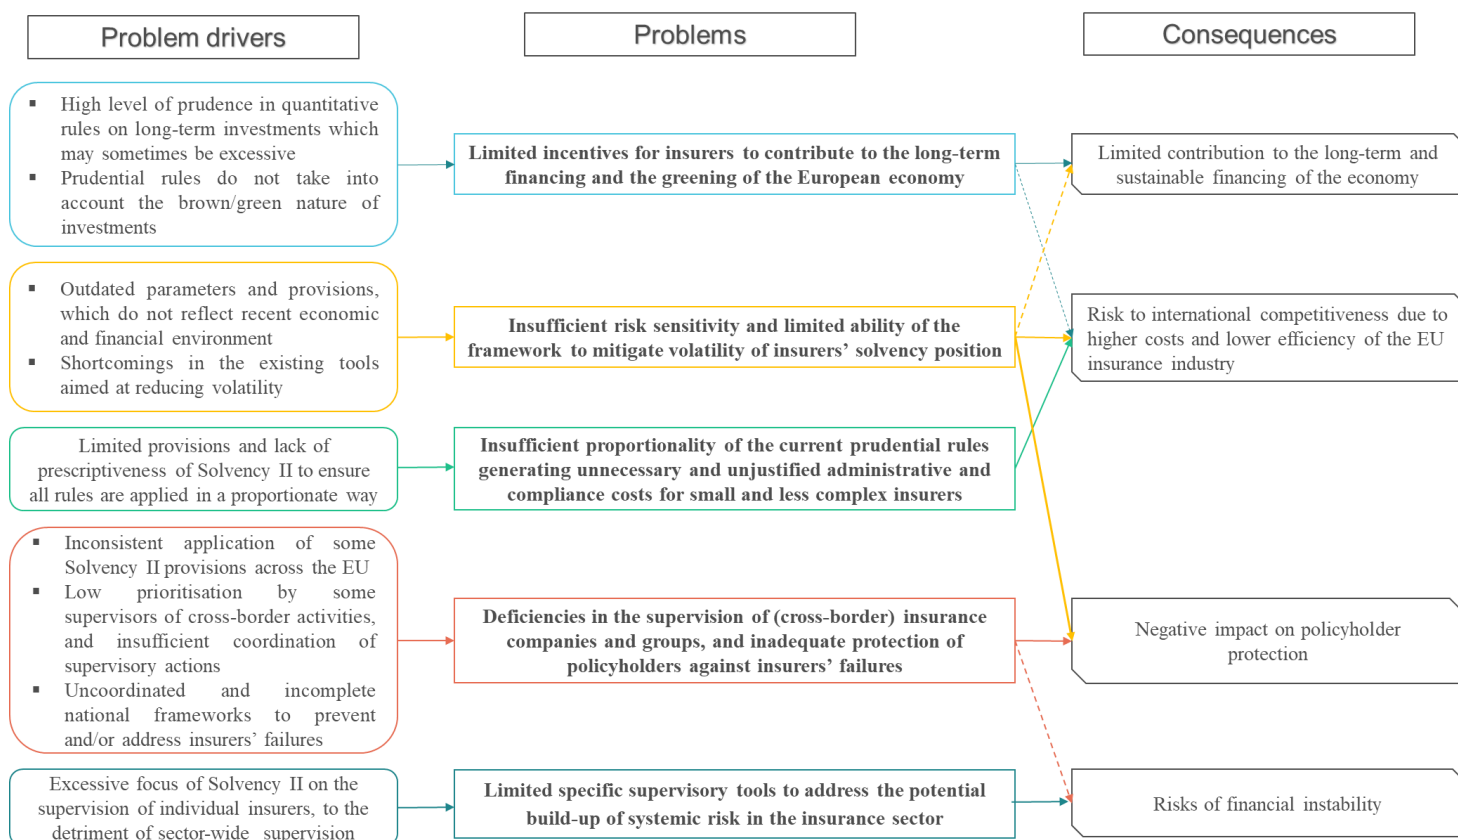 Problem drivers
Problems
Consequences
▪ High level of prudence in quantitative
rules on long-term investments which
may sometimes be excessive
▪ Prudential rules do not take into
account the brown/green nature of
investments
Limited incentives for insurers to contribute to the long-term
financing and the greening of the European economy
Limited contribution to the long-term and
sustainable financing of the economy
▪ Outdated parameters and provisions,
which do not reflect recent economic
and financial environment
▪ Shortcomings in the existing tools
aimed at reducing volatility
Insufficient risk sensitivity and limited ability of the
framework to mitigate volatility of insurers’ solvency position
Risk to international competitiveness due to
higher costs and lower efficiency of the EU
insurance industry
Limited provisions and lack of
prescriptiveness of Solvency II to ensure
all rules are applied in a proportionate way
Insufficient proportionality of the current prudential rules
generating unnecessary and unjustified administrative and
compliance costs for small and less complex insurers
▪ Inconsistent application of some
Solvency II provisions across the EU
▪ Low prioritisation by some
supervisors of cross-border activities,
and insufficient coordination of
supervisory actions
▪ Uncoordinated and incomplete
national frameworks to prevent
and/or address insurers’ failures
Deficiencies in the supervision of (cross-border) insurance
companies and groups, and inadequate protection of
policyholders against insurers’ failures
Negative impact on policyholder
protection
Excessive focus of Solvency II on the
supervision of individual insurers, to the
detriment of sector-wide supervision
Limited specific supervisory tools to address the potential
build-up of systemic risk in the insurance sector
Risks of financial instability